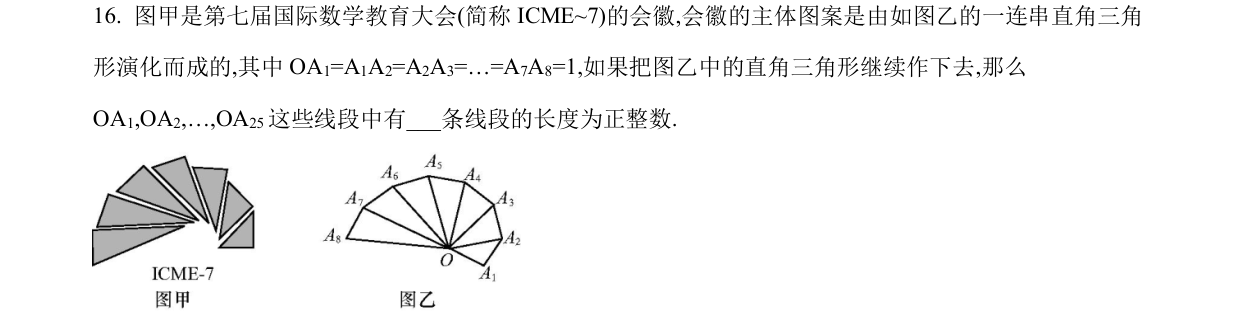 16. 图甲是第七届国际数学教育大会(简称 ICME~7)的会徽,会徽的主体图案是由如图乙的一连串直角三角
形演化而成的,其中 OA₁=A₁A₂=A₂A₃=…=A₇A₈=1,如果把图乙中的直角三角形继续作下去,那么
OA₁,OA₂,…,OA₂₅ 这些线段中有___条线段的长度为正整数.
A₅
A₆
A₄
A₇
A₃
A₈
A₂
O
A₁
ICME-7
图甲
图乙